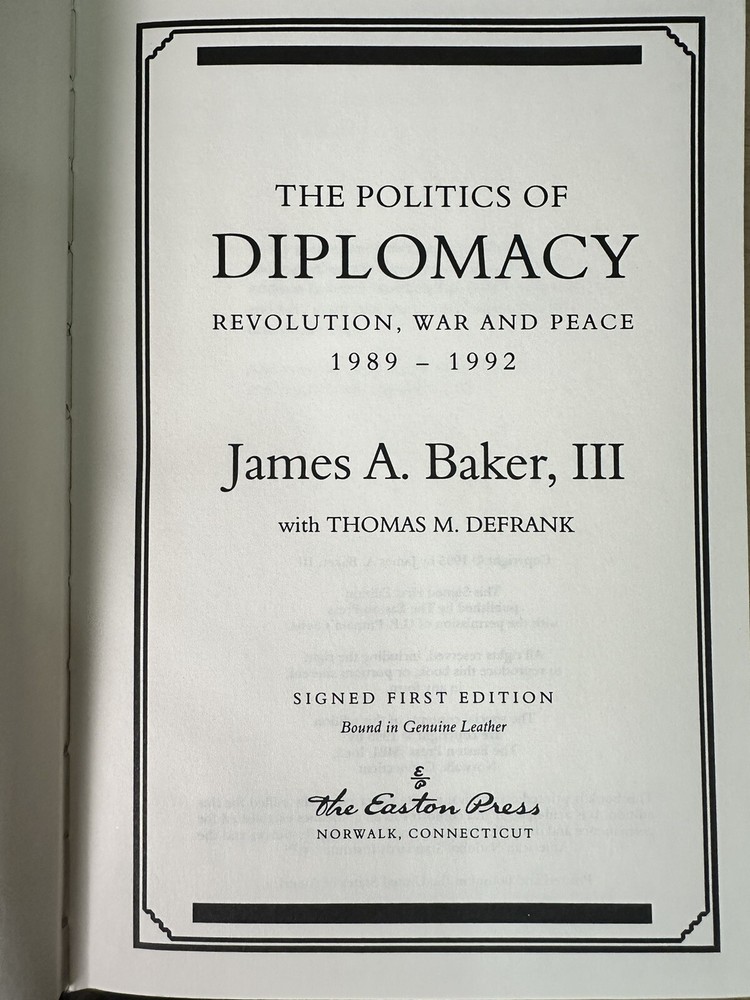 THE POLITICS OF
DIPLOMACY
REVOLUTION, WAR AND PEACE
1989 – 1992
James A. Baker, III
with THOMAS M. DEFRANK
SIGNED FIRST EDITION
Bound in Genuine Leather
E
P
The Easton Press
NORWALK, CONNECTICUT